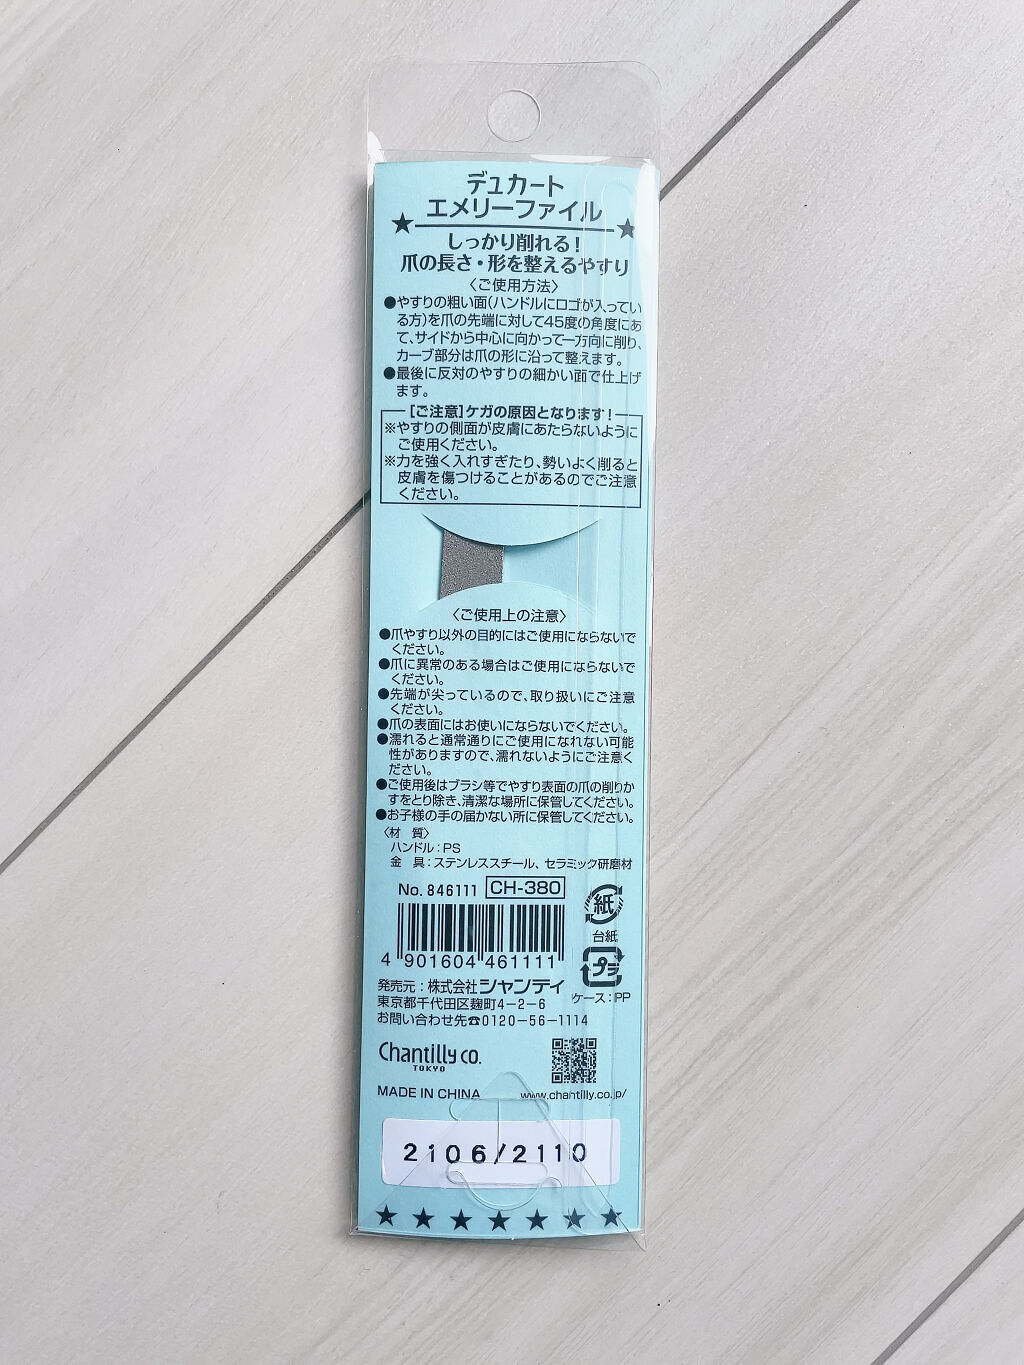 デュカート
エメリーファイル
★ ★
しっかり削れる!
爪の長さ・形を整えるやすり
〈ご使用方法〉
●やすりの粗い面(ハンドルにロゴが入ってい
る方)を爪の先端に対して45度の角度にあ
て、サイドから中心に向かって一方向に削り、
カーブ部分は爪の形に沿って整えます。
●最後に反対のやすりの細かい面で仕上げ
ます。
[ご注意]ケガの原因となります!
※やすりの側面が皮膚にあたらないように
ご使用ください。
※力を強く入れすぎたり、勢いよく削ると
皮膚を傷つけることがあるのでご注意
ください。
〈ご使用上の注意〉
●爪やすり以外の目的にはご使用にならないで
ください。
●爪に異常のある場合はご使用にならないで
ください。
●先端が尖っているので、取り扱いにご注意
ください。
●爪の表面にはお使いにならないでください。
●濡れると通常通りにご使用になれない可能
性がありますので、濡れないようにご注意く
ださい。
●ご使用後はブラシ等でやすり表面の爪の削りか
すをとり除き、清潔な場所に保管してください。
●お子様の手の届かない所に保管してください。
〈材 質〉
ハンドル:PS
金 具:ステンレススチール、セラミック研磨材
No. 846111 CH-380
紙
台紙
4 901604 461111
プラ
ケース:PP
発売元:株式会社シャンティ
東京都千代田区麹町4-2-6
お問い合わせ先☎0120-56-1114
Chantilly co.
TOKYO
MADE IN CHINA
www.chantilly.co.jp/
2106/2110
★ ★ ★ ★ ★ ★ ★